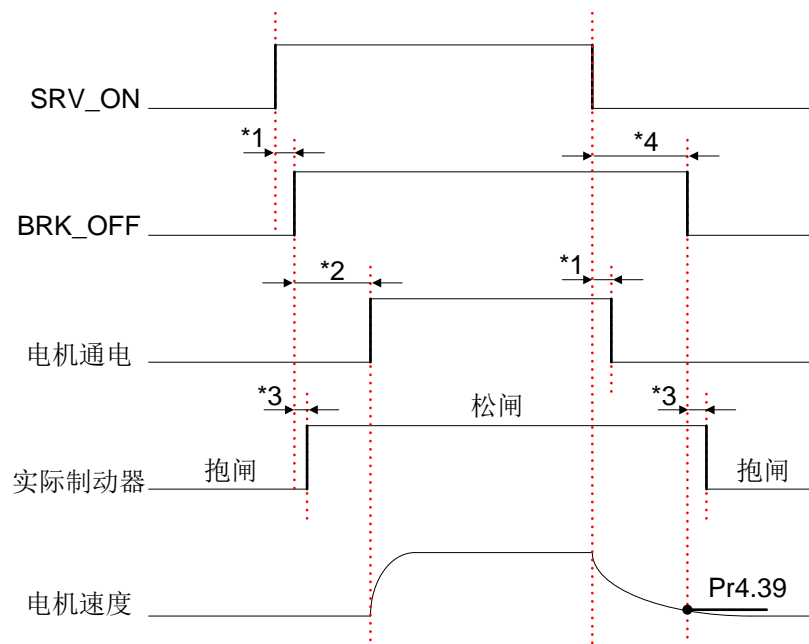 SRV_ON
*1
*4
BRK_OFF
*2
*1
电机通电
*3
松闸
*3
实际制动器
抱闸
抱闸
Pr4.39
电机速度